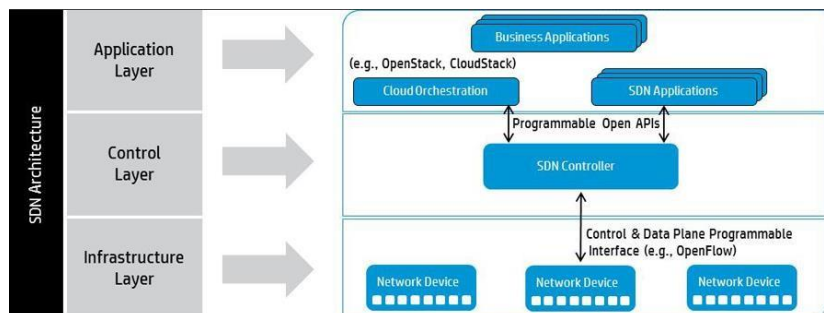 SDN Architecture
Application
Layer
Control
Layer
Infrastructure
Layer
Business Applications
(e.g., OpenStack, CloudStack)
Cloud Orchestration
SDN Applications
Programmable Open APIs
SDN Controller
Control & Data Plane Programmable
Interface (e.g., OpenFlow)
Network Device
Network Device
Network Device